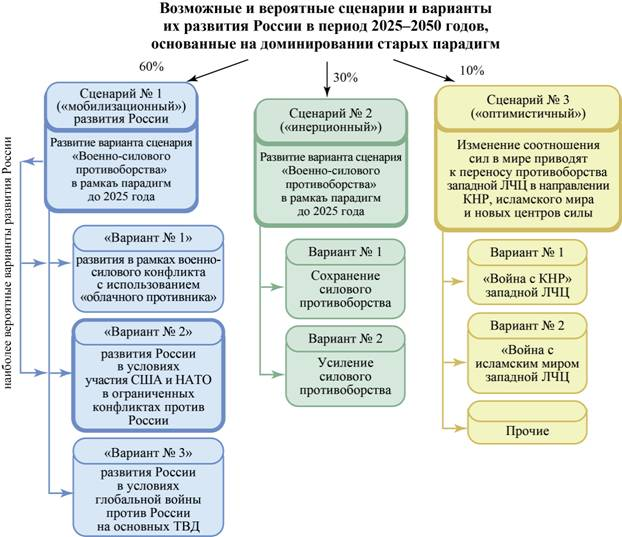 Возможные и вероятные сценарии и варианты
их развития России в период 2025–2050 годов,
основанные на доминировании старых парадигм
60%
30%
10%
Сценарий № 1
(«мобилизационный»)
развития России
Развитие варианта сценария
«Военно-силового
противоборства»
в рамкаъ парадигм
до 2025 года
«Вариант № 1»
развития в рамках военно-
силового конфликта
с использованием
«облачного противника»
«Вариант № 2»
развития России
в условиях
участия США и НАТО
в ограниченных
конфликтах против
России
«Вариант № 3»
развития России
в условиях
глобальной войны
против России
на основных ТВД
наиболее вероятные варианты развития России
Сценарий № 2
(«инерционный»)
Развитие варианта сценария
«Военно-силового
противоборства»
в рамкаъ парадигм
до 2025 года
Вариант № 1
Сохранение
силового
противоборства
Вариант № 2
Усиление
силового
противоборства
Сценарий № 3
(«оптимистичный»)
Изменение соотношения
сил в мире приводят
к переносу противоборства
западной ЛЧЦ в направлении
КНР, исламского мира
и новых центров силы
Вариант № 1
«Война с КНР»
западной ЛЧЦ
Вариант № 2
«Война с
исламским миром
западной ЛЧЦ
Прочие